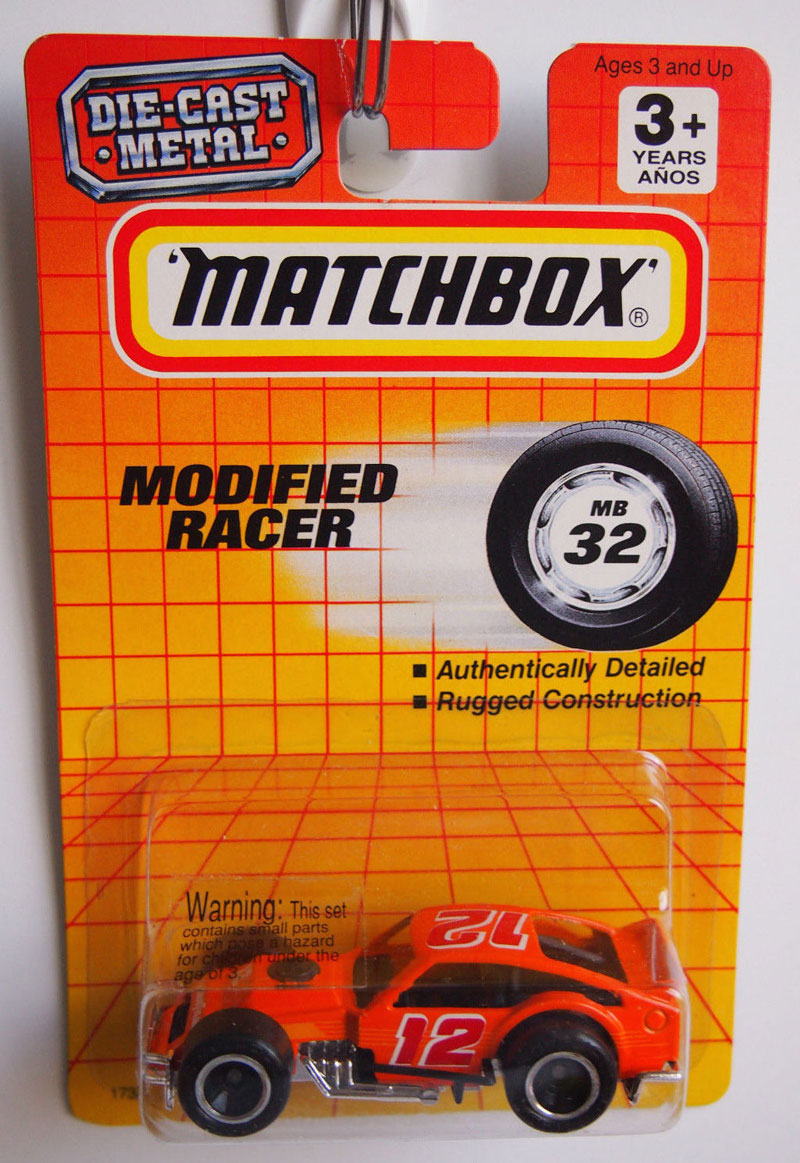 Ages 3 and Up
DIE-CAST
• METAL •
3+
YEARS
AÑOS
'MATCHBOX'®
MODIFIED
RACER
MB
32
■ Authentically Detailed
■ Rugged Construction
Warning: This set
contains small parts
which pose a hazard
for children under the
age of 3.
12
12